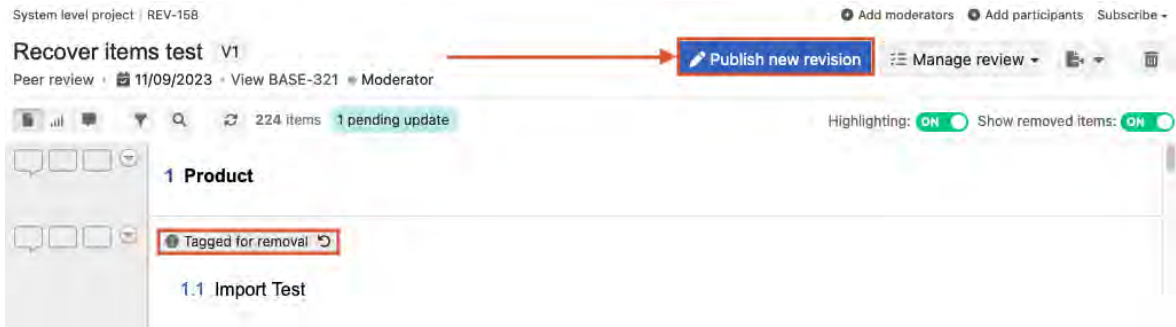 System level project | REV-158
Add moderators Add participants Subscribe
Recover items test V1
Publish new revision Manage review
Peer review 11/09/2023 View BASE-321 Moderator
224 items 1 pending update Highlighting: ON Show removed items: ON
1 Product
Tagged for removal
1.1 Import Test